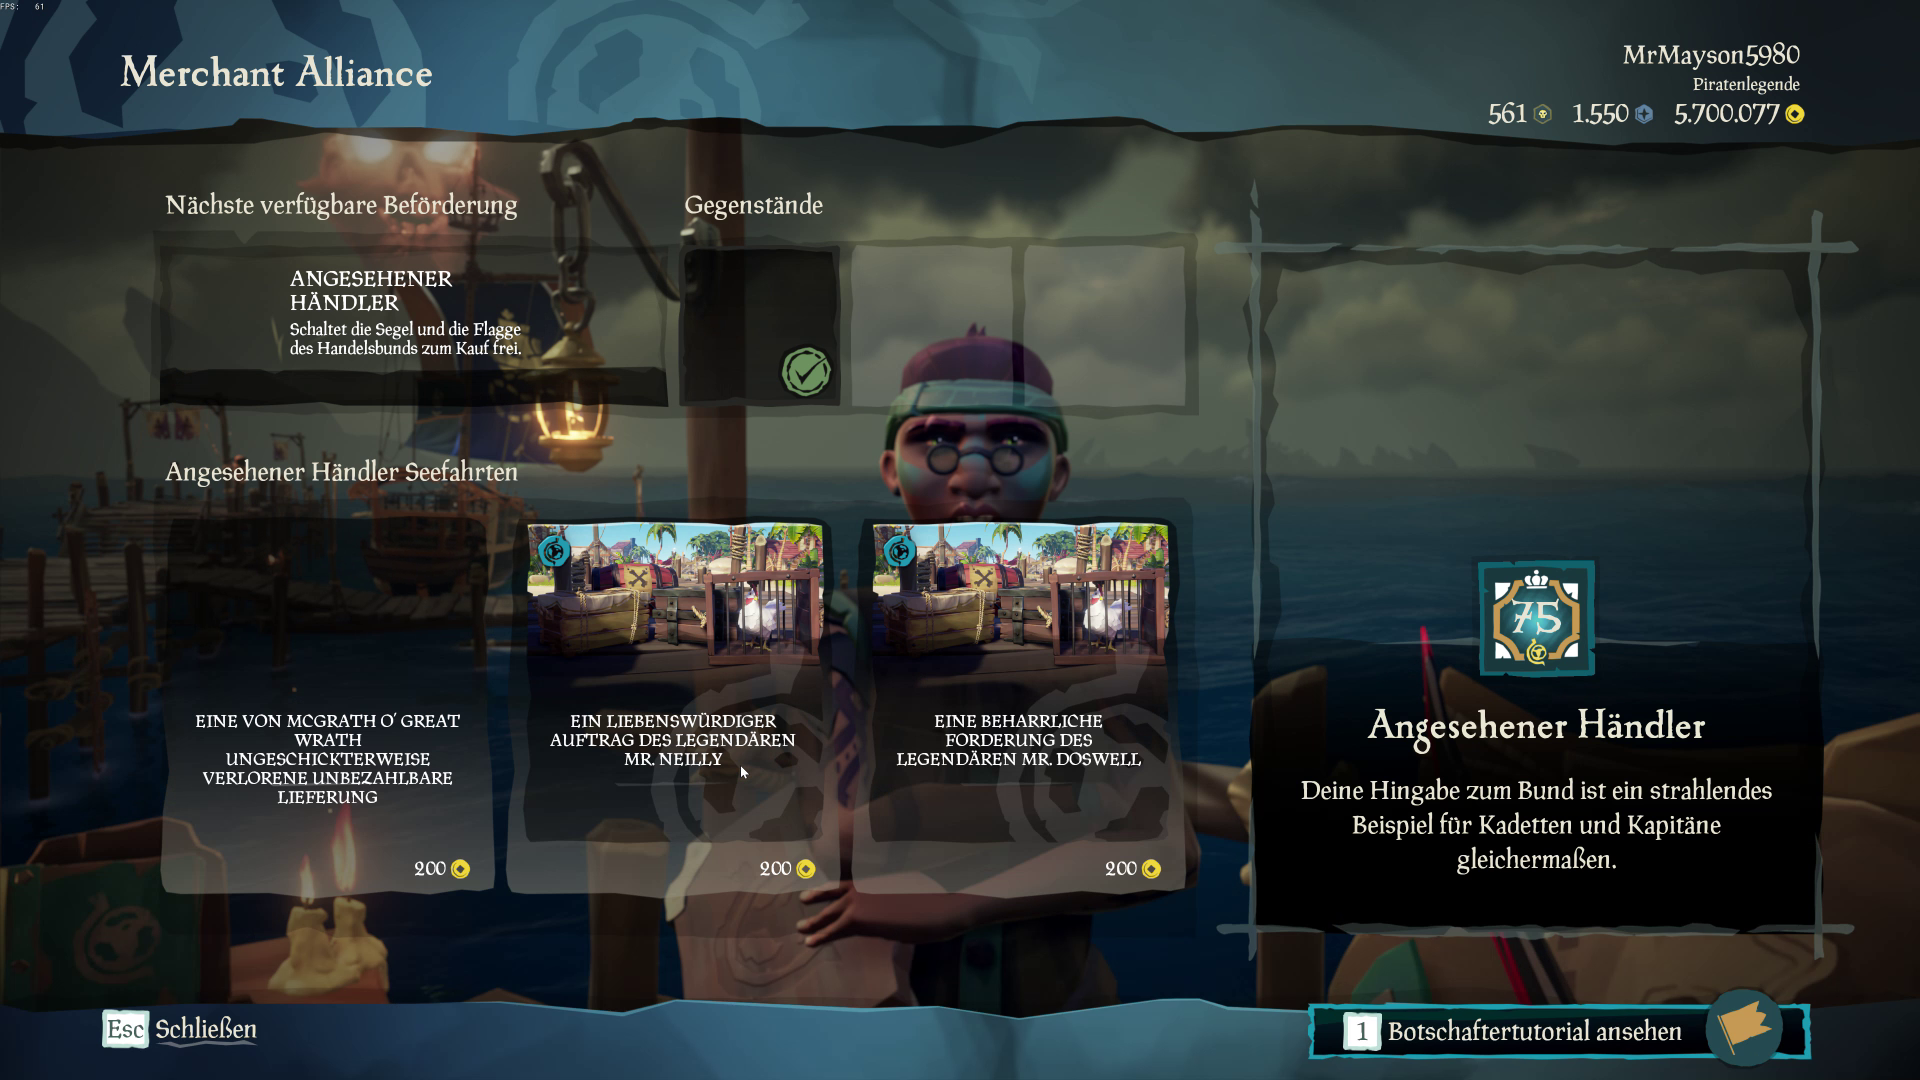 FPS: 61
Merchant Alliance
MrMayson5980
Piratenlegende
561 1.550 5.700.077
Nächste verfügbare Beförderung
Gegenstände
ANGESEHENER
HÄNDLER
Schaltet die Segel und die Flagge
des Handelsbunds zum Kauf frei.
Angesehener Händler Seefahrten
EINE VON MCGRATH O' GREAT
WRATH
UNGESCHICKTERWEISE
VERLORENE UNBEZAHLBARE
LIEFERUNG
200
EIN LIEBENSWÜRDIGER
AUFTRAG DES LEGENDÄREN
MR. NEILLY
200
EINE BEHARRLICHE
FORDERUNG DES
LEGENDÄREN MR. DOSWELL
200
75
Angesehener Händler
Deine Hingabe zum Bund ist ein strahlendes
Beispiel für Kadetten und Kapitäne
gleichermaßen.
Esc Schließen
1 Botschaftertutorial ansehen